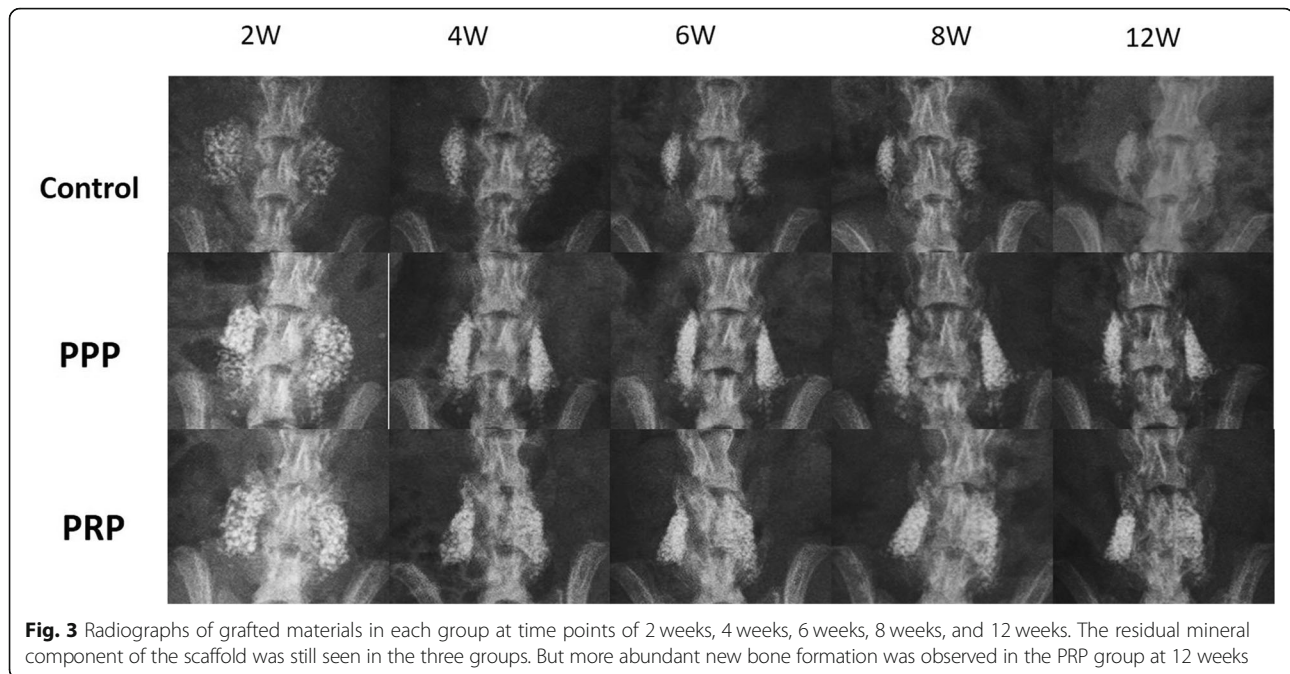 2W 4W 6W 8W 12W
Control
PPP
PRP
Fig. 3 Radiographs of grafted materials in each group at time points of 2 weeks, 4 weeks, 6 weeks, 8 weeks, and 12 weeks. The residual mineral
component of the scaffold was still seen in the three groups. But more abundant new bone formation was observed in the PRP group at 12 weeks